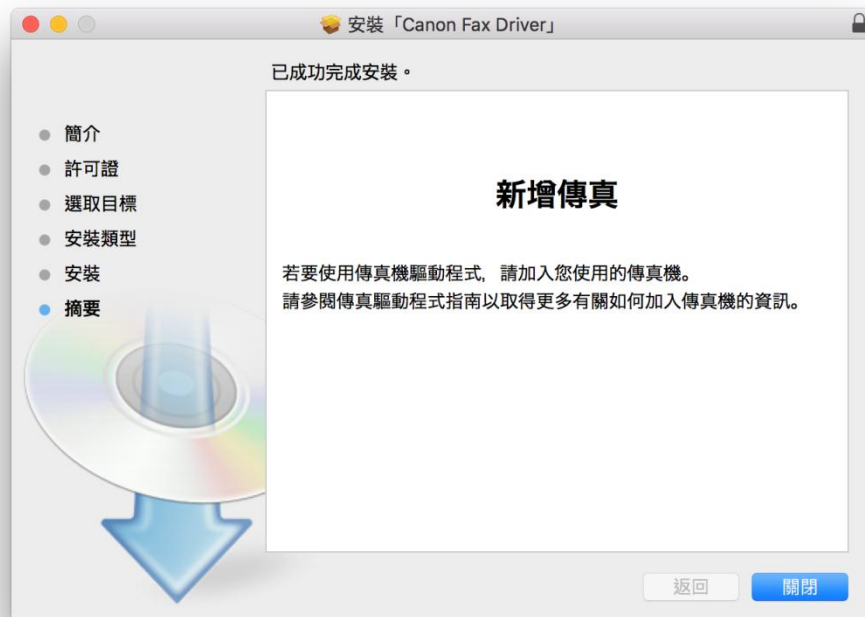 安裝「Canon Fax Driver」
已成功完成安裝。
簡介
許可證
選取目標
安裝類型
安裝
摘要
新增傳真
若要使用傳真機驅動程式，請加入您使用的傳真機。
請參閱傳真驅動程式指南以取得更多有關如何加入傳真機的資訊。
返回
關閉